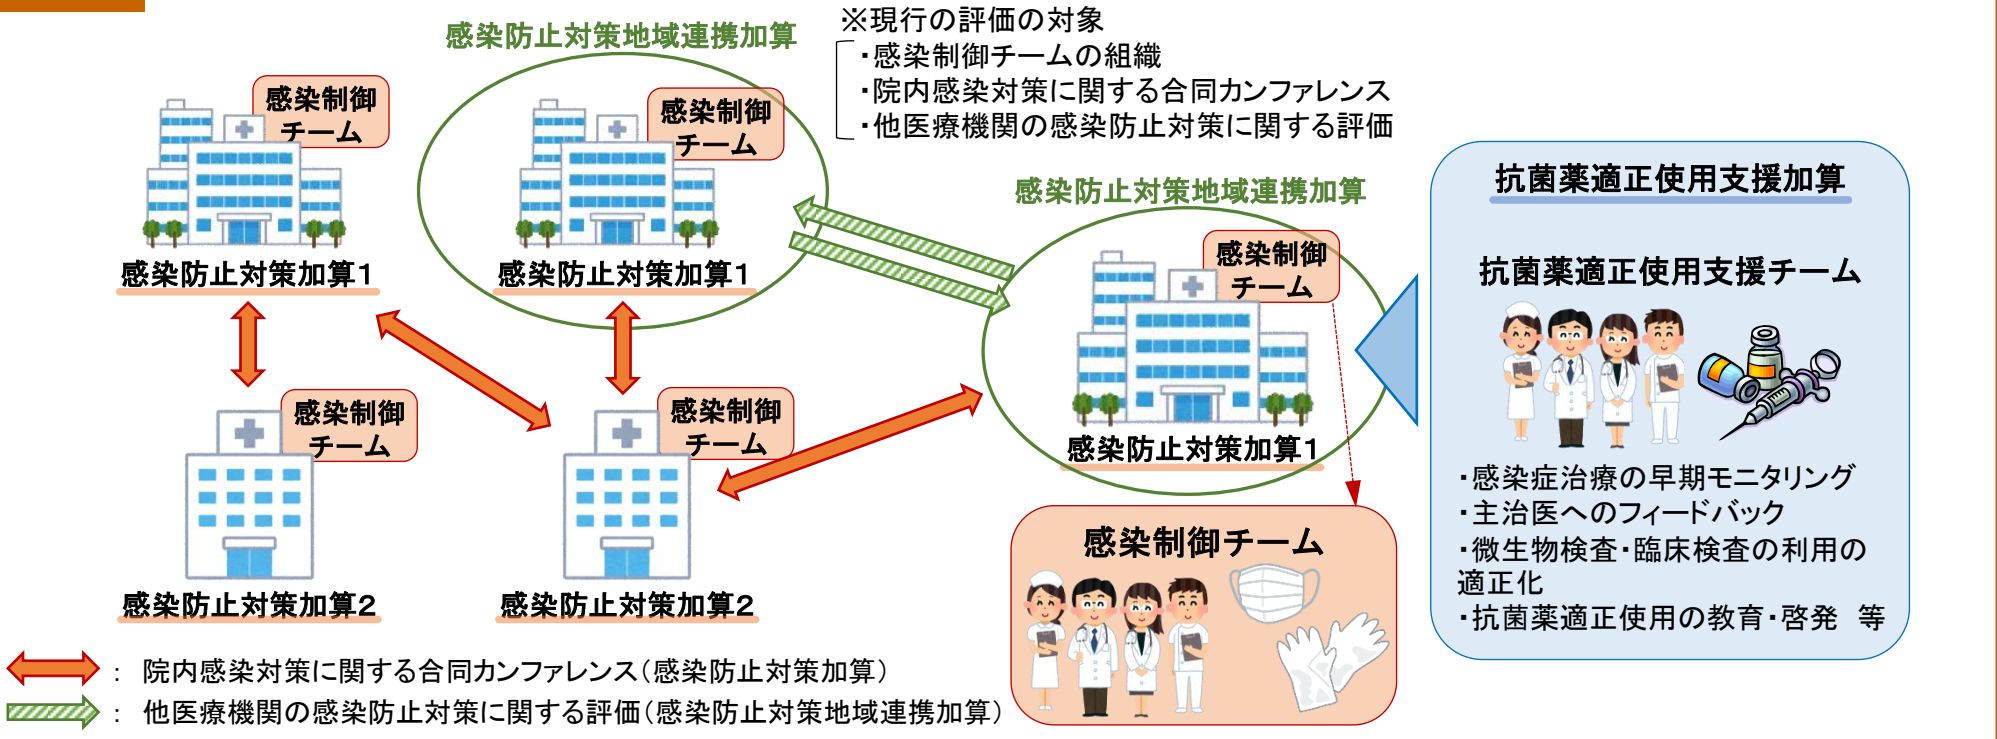 感染防止対策地域連携加算
※現行の評価の対象
・感染制御チームの組織
・院内感染対策に関する合同カンファレンス
・他医療機関の感染防止対策に関する評価
感染制御
チーム
感染防止対策加算1
感染制御
チーム
感染防止対策加算1
感染防止対策地域連携加算
感染制御
チーム
感染防止対策加算1
感染制御
チーム
感染防止対策加算2
感染制御
チーム
感染防止対策加算2
感染制御チーム
抗菌薬適正使用支援加算
抗菌薬適正使用支援チーム
・感染症治療の早期モニタリング
・主治医へのフィードバック
・微生物検査・臨床検査の利用の
適正化
・抗菌薬適正使用の教育・啓発　等
： 院内感染対策に関する合同カンファレンス（感染防止対策加算）
： 他医療機関の感染防止対策に関する評価（感染防止対策地域連携加算）